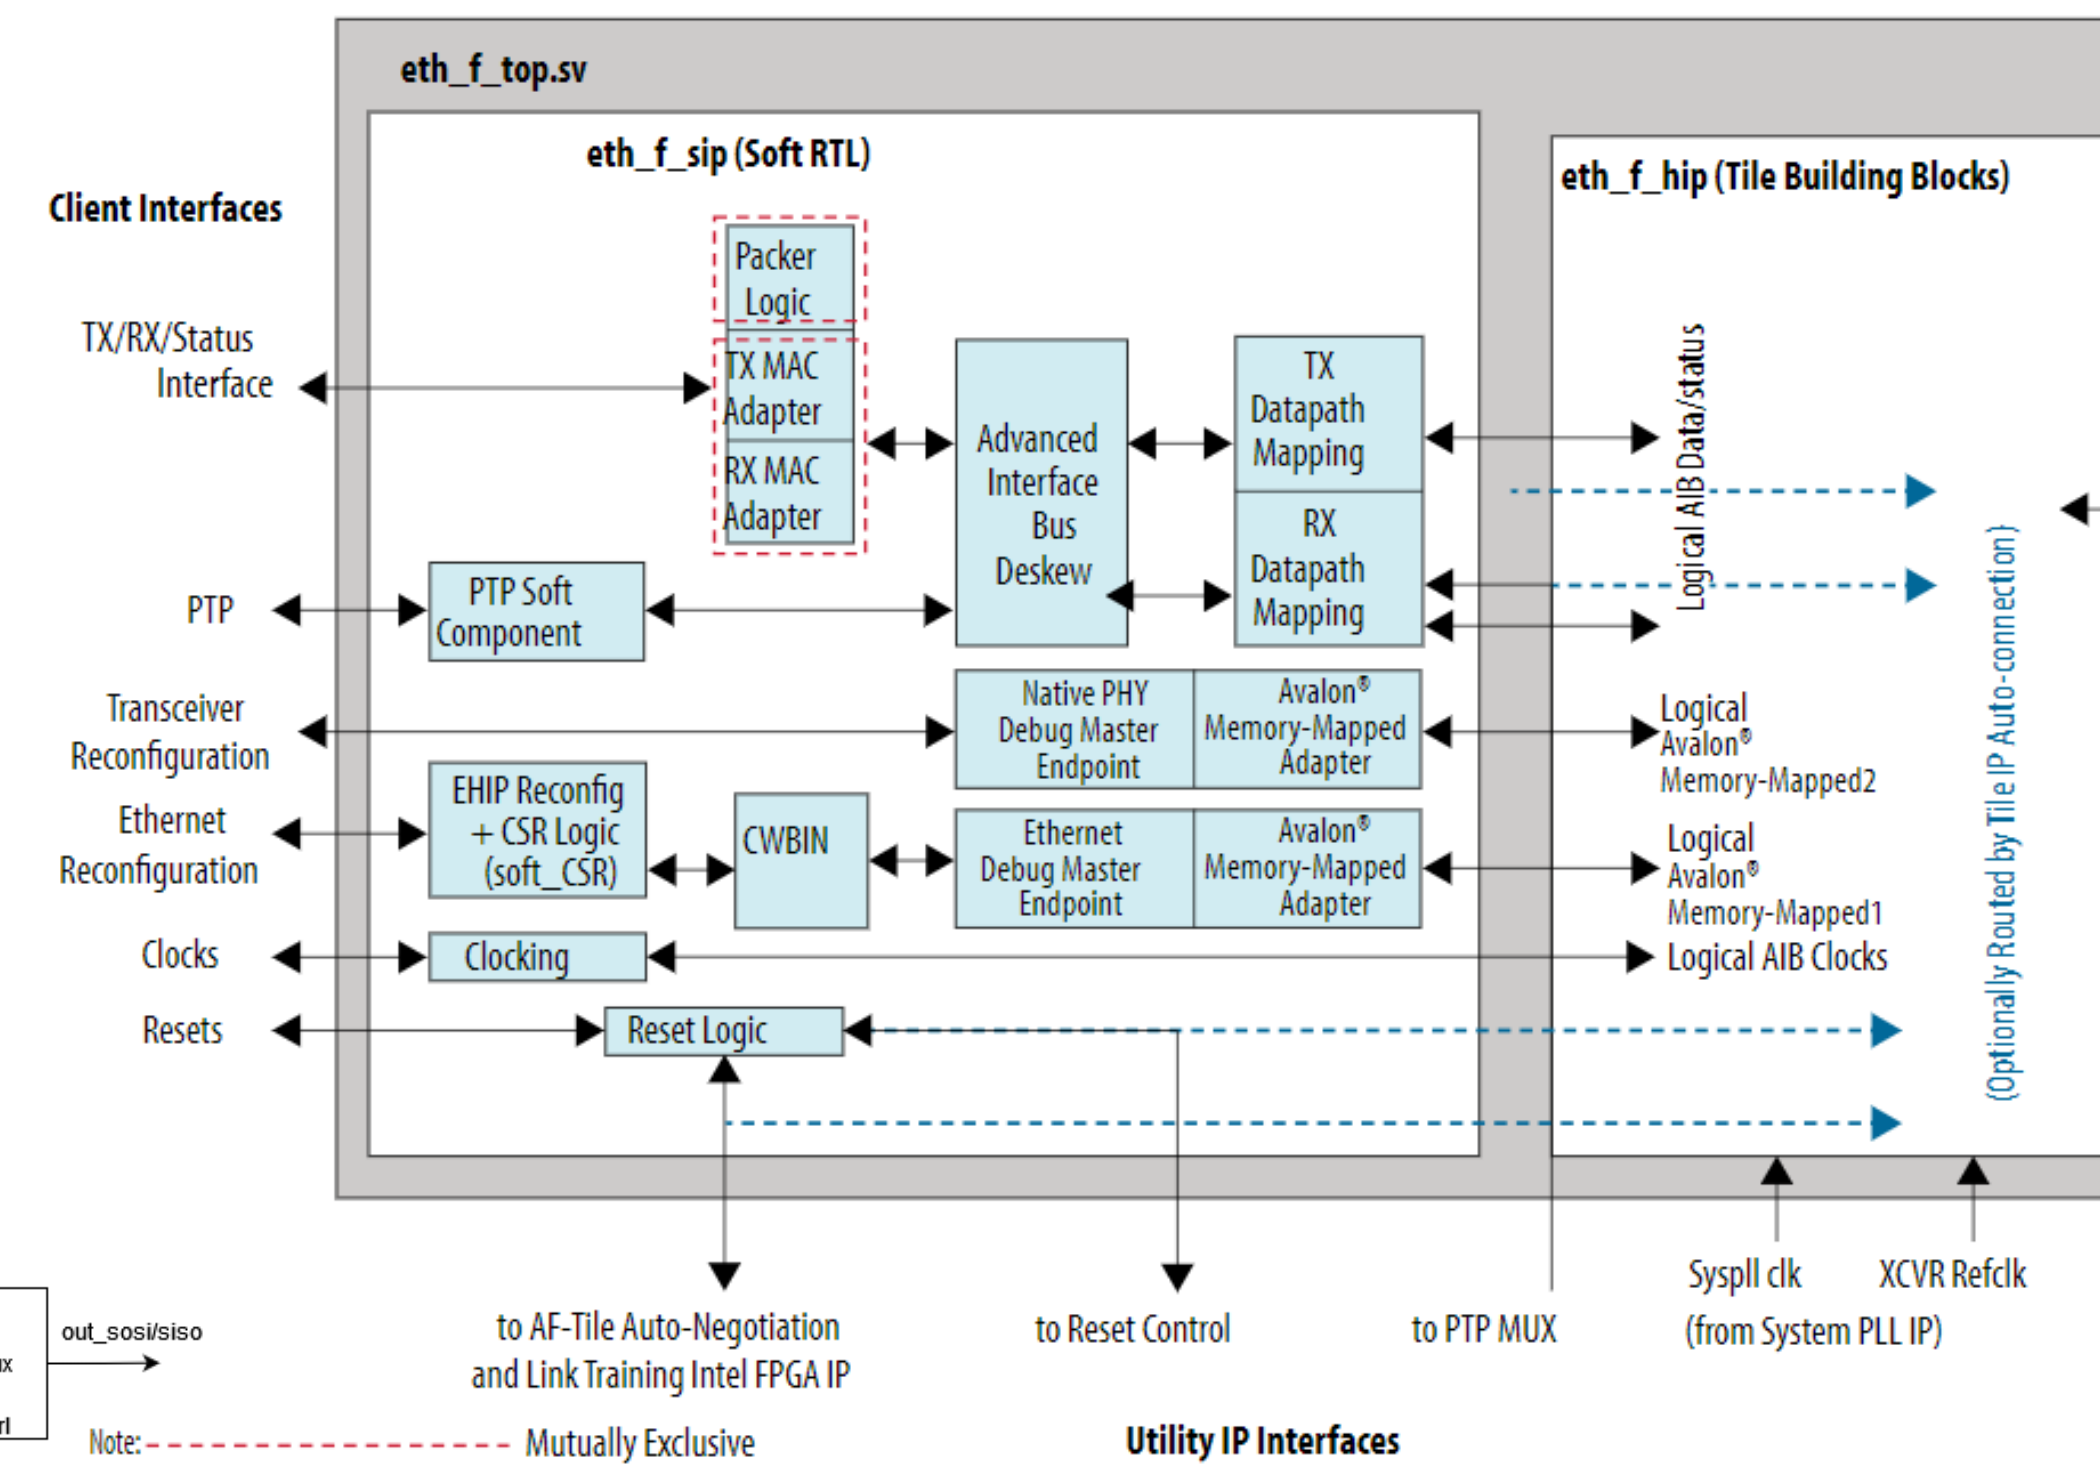 eth_f_top.sv
eth_f_sip (Soft RTL)
eth_f_hip (Tile Building Blocks)
Client Interfaces
Packer
Logic
TX/RX/Status
Interface
TX MAC
Adapter
RX MAC
Adapter
Advanced
Interface
Bus
Deskew
TX
Datapath
Mapping
RX
Datapath
Mapping
Logical AIB Data/status
PTP
PTP Soft
Component
Transceiver
Reconfiguration
Native PHY
Debug Master
Endpoint
Avalon®
Memory-Mapped
Adapter
Logical
Avalon®
Memory-Mapped2
Ethernet
Reconfiguration
EHIP Reconfig
+ CSR Logic
(soft_CSR)
CWBIN
Ethernet
Debug Master
Endpoint
Avalon®
Memory-Mapped
Adapter
Logical
Avalon®
Memory-Mapped1
Clocks
Clocking
Logical AIB Clocks
Resets
Reset Logic
(Optionally Routed by Tile IP Auto-connection)
to AF-Tile Auto-Negotiation
and Link Training Intel FPGA IP
to Reset Control
to PTP MUX
Syspll clk
(from System PLL IP)
XCVR Refclk
out_sosi/siso
Note:
Mutually Exclusive
Utility IP Interfaces